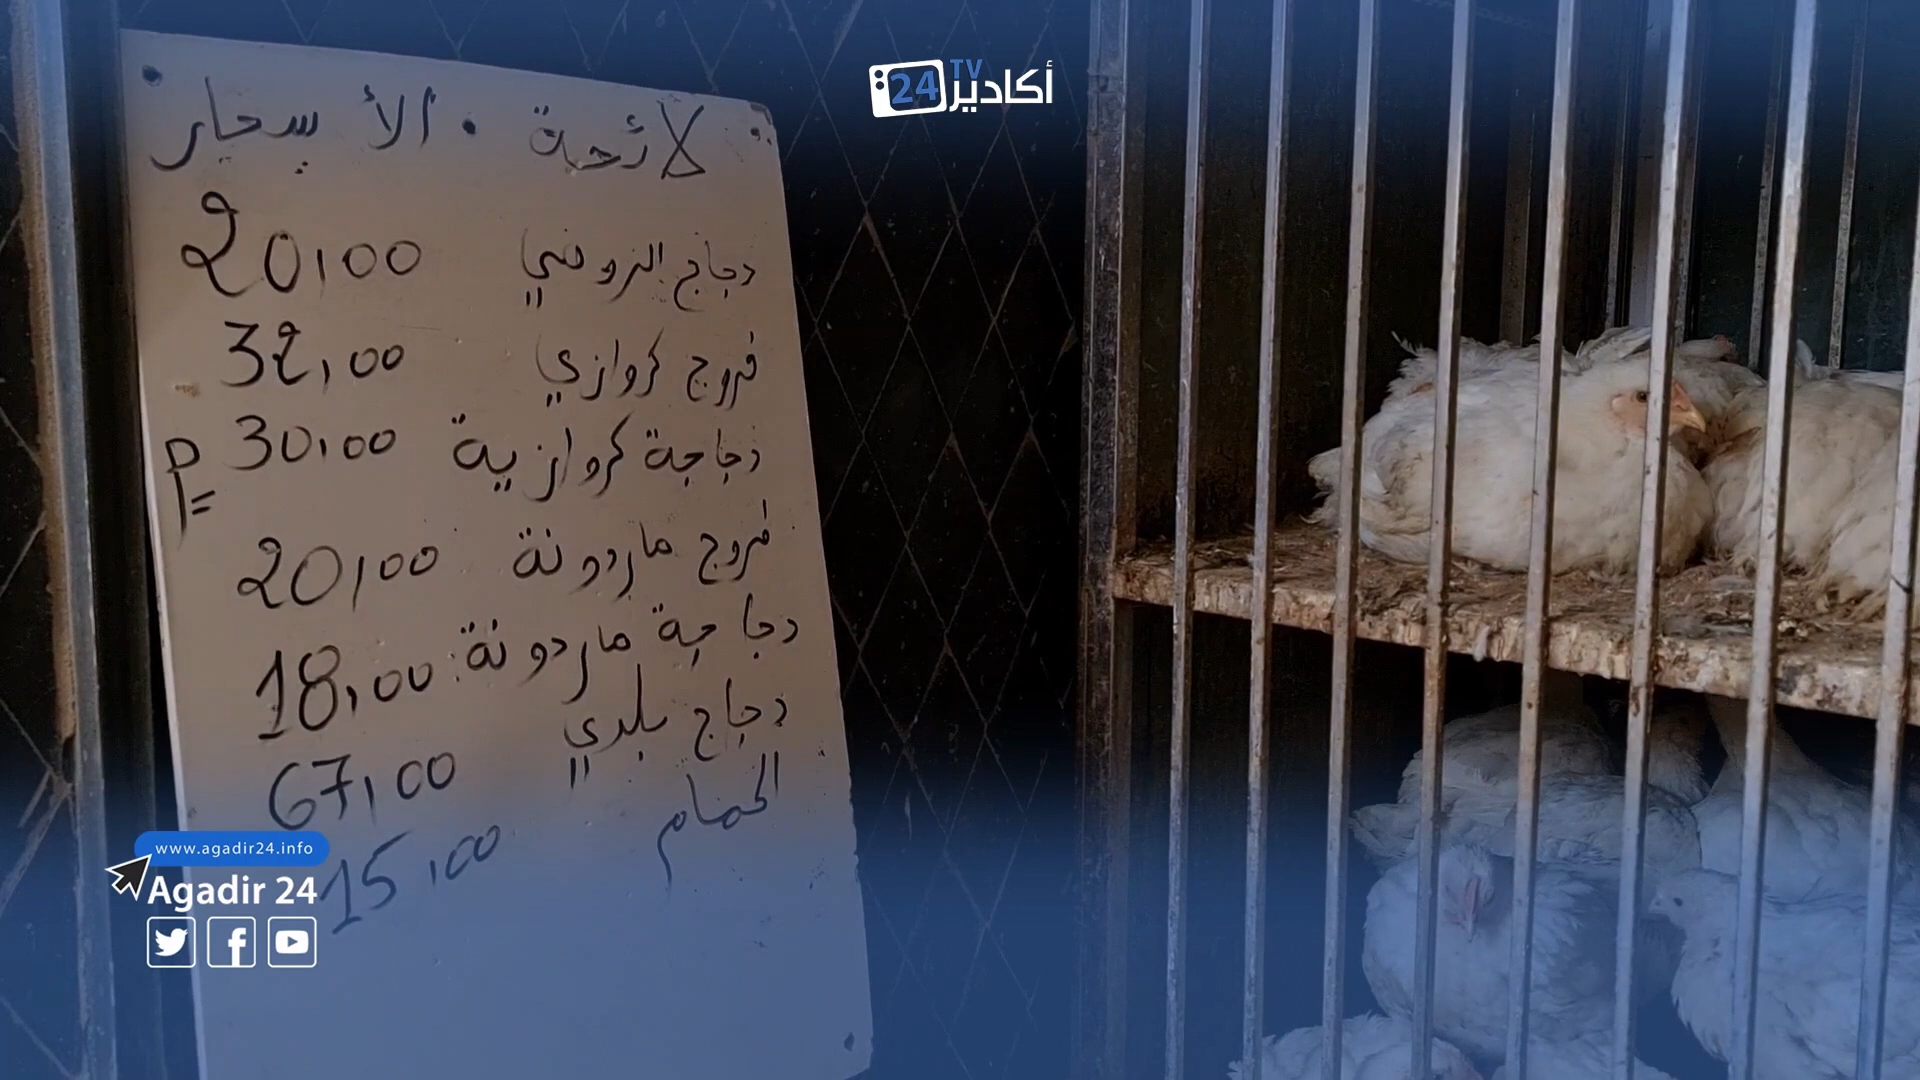 أكادير 24 TV
لائحة . الأسعار
دجاج الرومي 20,00
فروج كروازي 32,00
دجاجة كروازية 30,00
فروج ماردونة 20,00
دجاجة ماردونة: 18,00
دجاج بلدي 67,00
الحمام 15,00
www.agadir24.info
Agadir 24